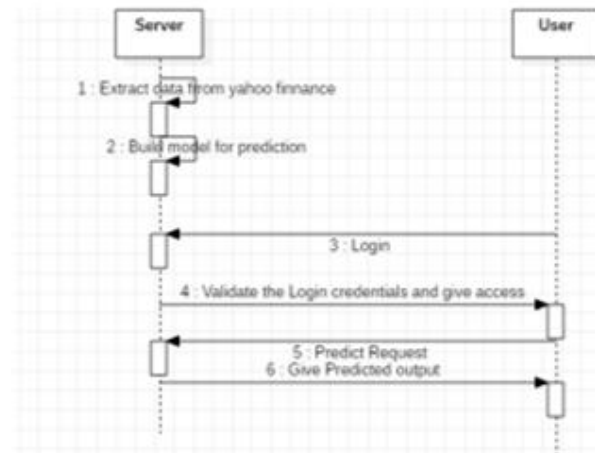 Server
User
1 : Extract data frrom yahoo finnance
2 : Build model for prediction
3 : Login
4 : Validate the Login credentials and give access
5 : Predict Request
6 : Give Predicted output